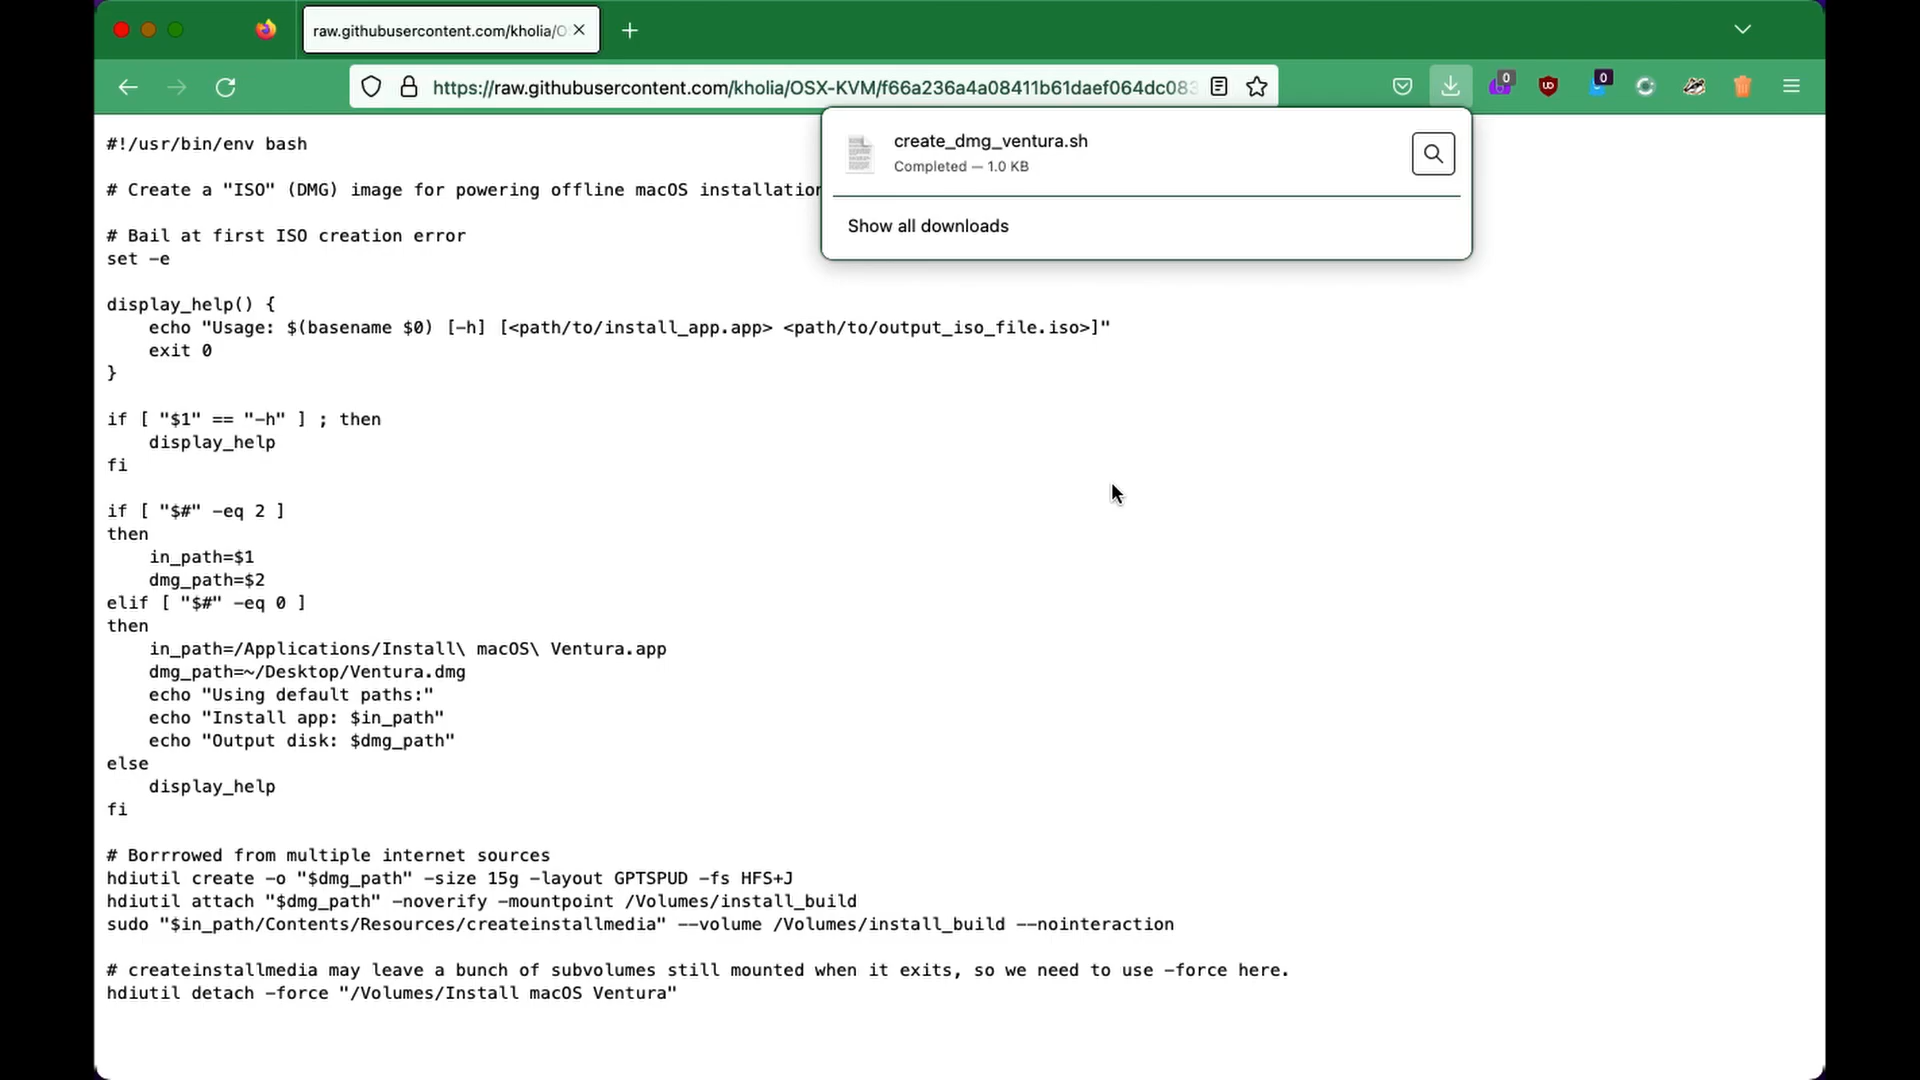 raw.githubusercontent.com/kholia/O
https://raw.githubusercontent.com/kholia/OSX-KVM/f66a236a4a08411b61daef064dc083
0
0
create_dmg_ventura.sh
Completed — 1.0 KB
Show all downloads
#!/usr/bin/env bash
# Create a "ISO" (DMG) image for powering offline macOS installation
# Bail at first ISO creation error
set -e
display_help() {
    echo "Usage: $(basename $0) [-h] [<path/to/install_app.app> <path/to/output_iso_file.iso>]"
    exit 0
}
if [ "$1" == "-h" ] ; then
    display_help
fi
if [ "$#" -eq 2 ]
then
    in_path=$1
    dmg_path=$2
elif [ "$#" -eq 0 ]
then
    in_path=/Applications/Install\ macOS\ Ventura.app
    dmg_path=~/Desktop/Ventura.dmg
    echo "Using default paths:"
    echo "Install app: $in_path"
    echo "Output disk: $dmg_path"
else
    display_help
fi
# Borrrowed from multiple internet sources
hdiutil create -o "$dmg_path" -size 15g -layout GPTSPUD -fs HFS+J
hdiutil attach "$dmg_path" -noverify -mountpoint /Volumes/install_build
sudo "$in_path/Contents/Resources/createinstallmedia" --volume /Volumes/install_build --nointeraction
# createinstallmedia may leave a bunch of subvolumes still mounted when it exits, so we need to use -force here.
hdiutil detach -force "/Volumes/Install macOS Ventura"